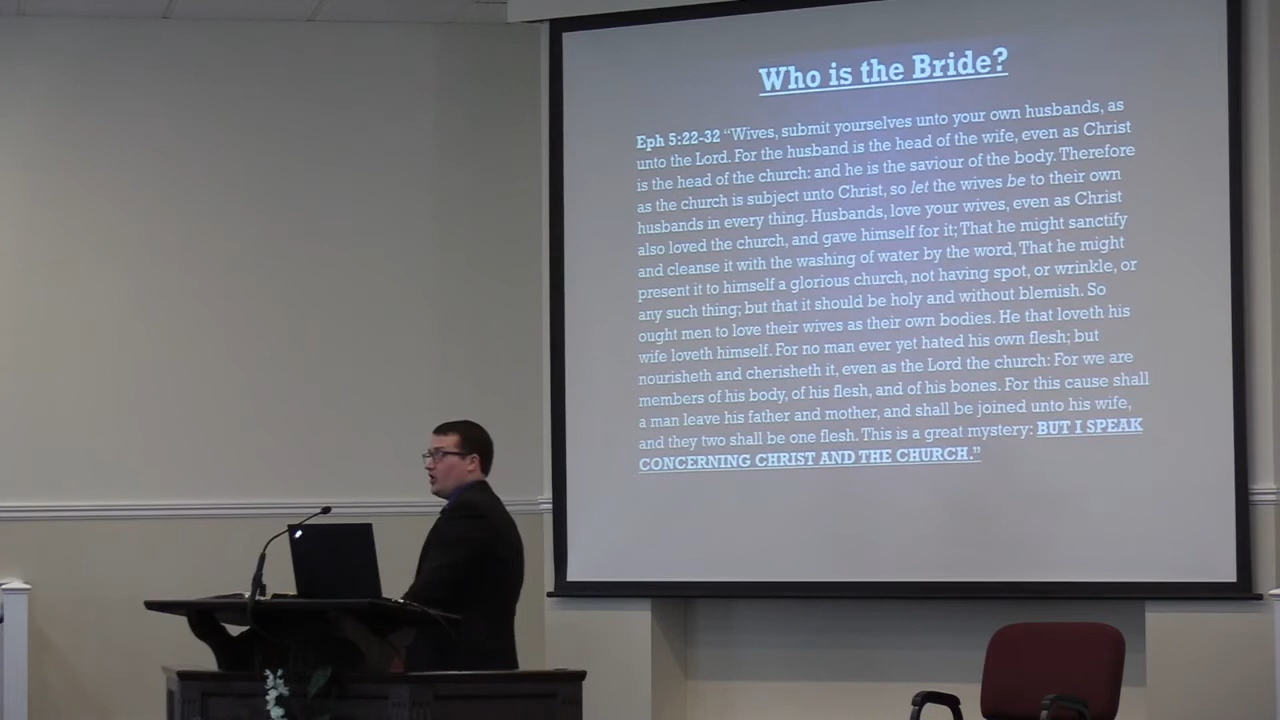 Who is the Bride?
Eph 5:22-32 “Wives, submit yourselves unto your own husbands, as
unto the Lord. For the husband is the head of the wife, even as Christ
is the head of the church: and he is the saviour of the body. Therefore
as the church is subject unto Christ, so let the wives be to their own
husbands in every thing. Husbands, love your wives, even as Christ
also loved the church, and gave himself for it; That he might sanctify
and cleanse it with the washing of water by the word, That he might
present it to himself a glorious church, not having spot, or wrinkle, or
any such thing; but that it should be holy and without blemish. So
ought men to love their wives as their own bodies. He that loveth his
wife loveth himself. For no man ever yet hated his own flesh; but
nourisheth and cherisheth it, even as the Lord the church: For we are
members of his body, of his flesh, and of his bones. For this cause shall
a man leave his father and mother, and shall be joined unto his wife,
and they two shall be one flesh. This is a great mystery: BUT I SPEAK
CONCERNING CHRIST AND THE CHURCH.”